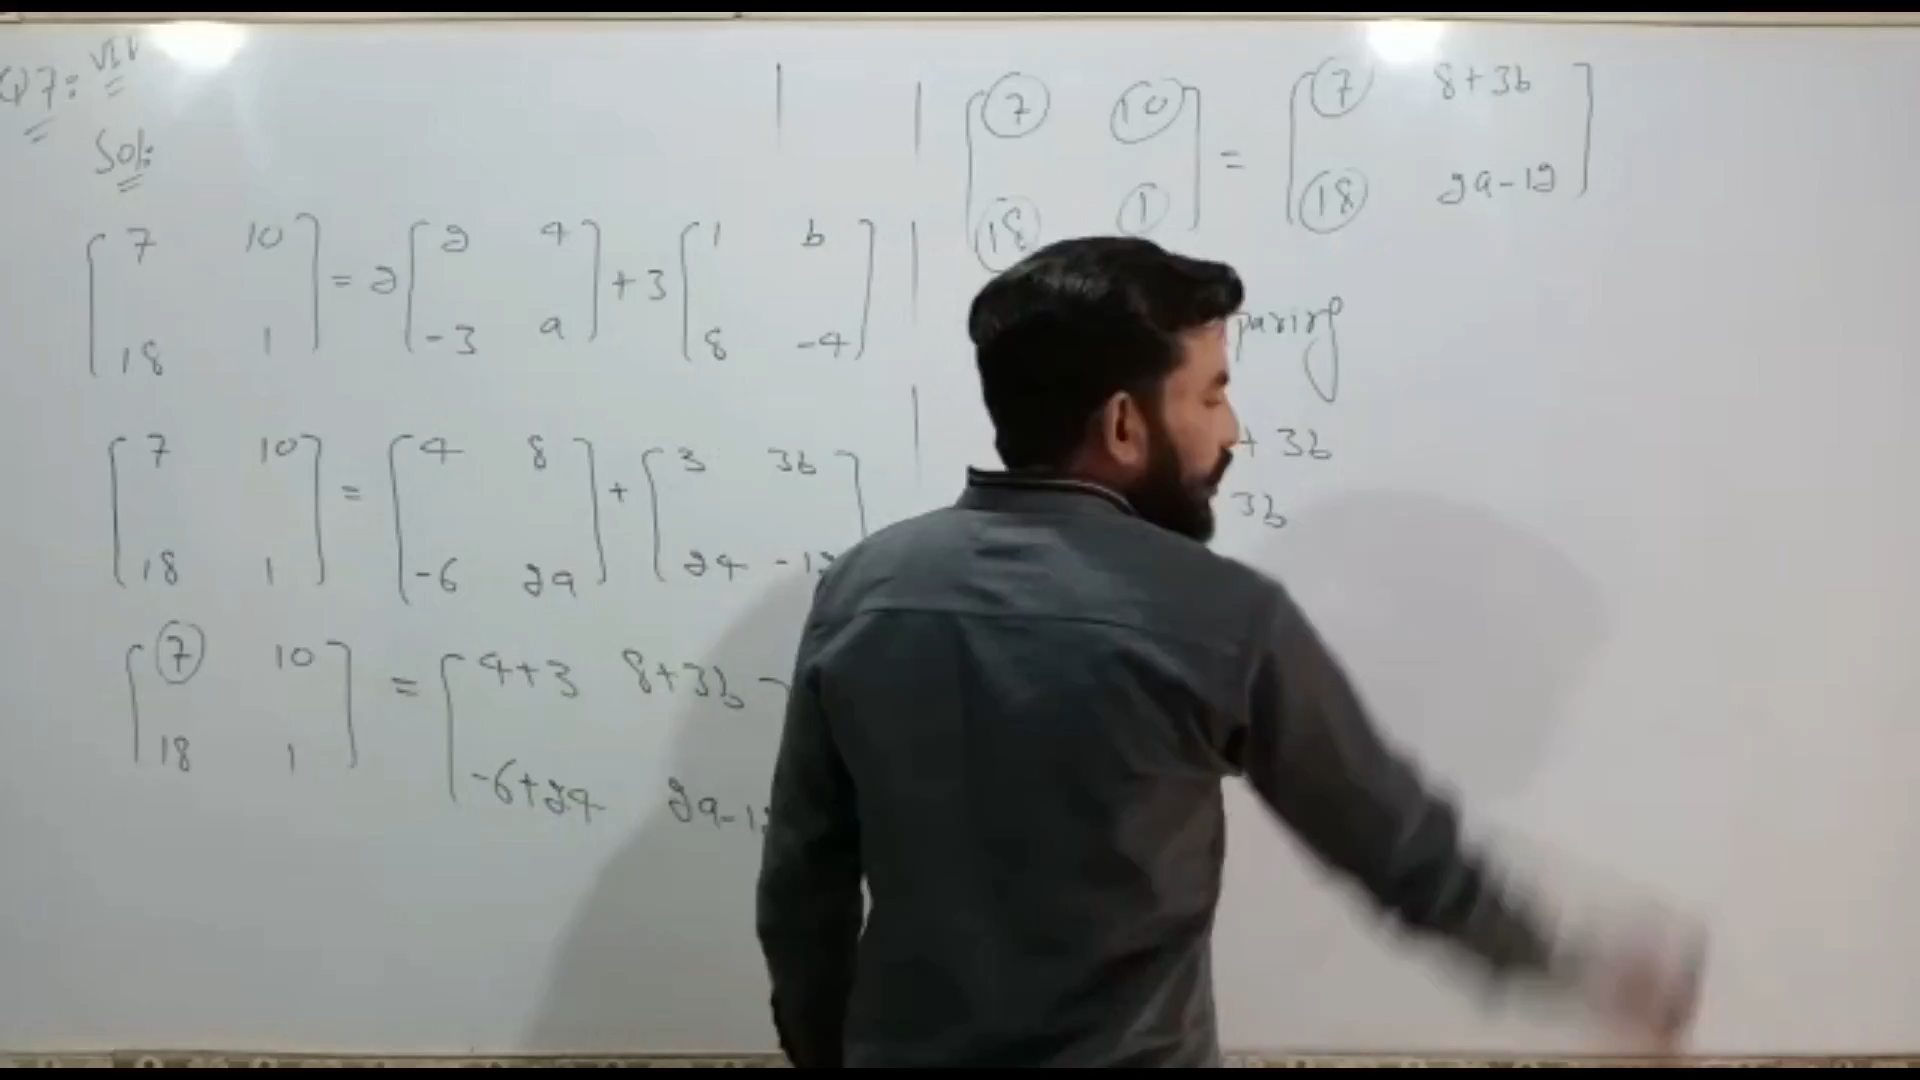 Q7: VII
Sol:
[7 10] = 2[2 4] + 3[1 b]
[18 1] [-3 a] [8 -4]
[7 10] = [4 8] + [3 3b]
[18 1] [-6 2a] [24 -12
[7 10] = [4+3 8+3b]
[18 1] [-6+24 2a-12
[7 10] = [7 8+3b]
[18 1] [18 2a-12]
paring
+ 3b
3b